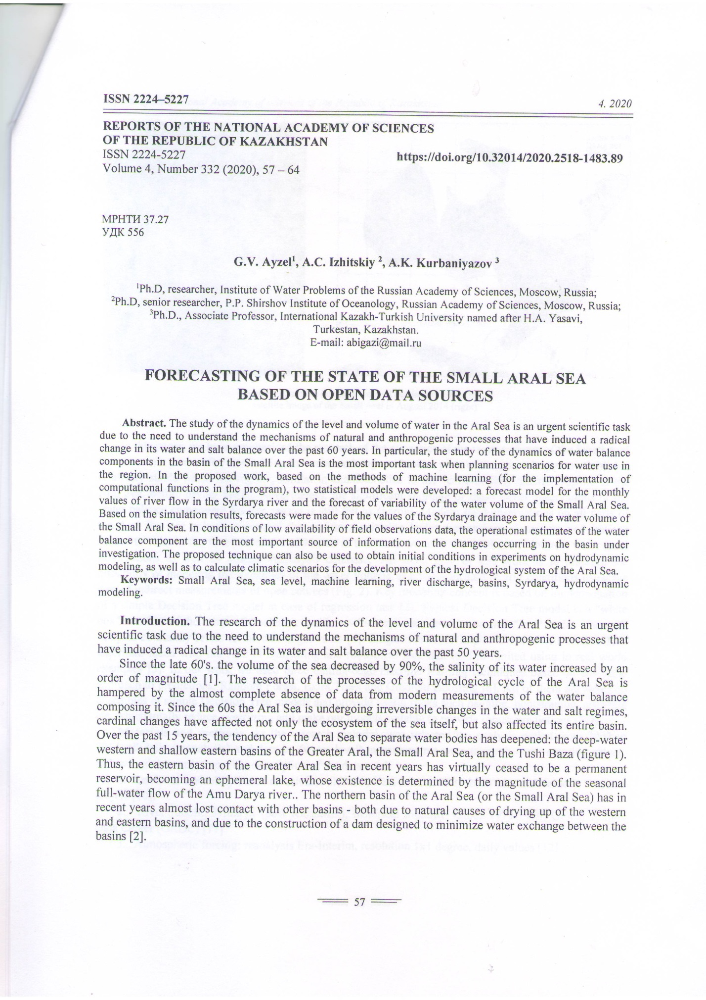 ISSN 2224–5227
4. 2020
REPORTS OF THE NATIONAL ACADEMY OF SCIENCES
OF THE REPUBLIC OF KAZAKHSTAN
ISSN 2224-5227
https://doi.org/10.32014/2020.2518-1483.89
Volume 4, Number 332 (2020), 57 – 64
МРНТИ 37.27
УДК 556
G.V. Ayzel¹, A.C. Izhitskiy ², A.K. Kurbaniyazov ³
¹Ph.D, researcher, Institute of Water Problems of the Russian Academy of Sciences, Moscow, Russia;
²Ph.D, senior researcher, P.P. Shirshov Institute of Oceanology, Russian Academy of Sciences, Moscow, Russia;
³Ph.D., Associate Professor, International Kazakh-Turkish University named after H.A. Yasavi,
Turkestan, Kazakhstan.
E-mail: abigazi@mail.ru
FORECASTING OF THE STATE OF THE SMALL ARAL SEA
BASED ON OPEN DATA SOURCES
Abstract. The study of the dynamics of the level and volume of water in the Aral Sea is an urgent scientific task
due to the need to understand the mechanisms of natural and anthropogenic processes that have induced a radical
change in its water and salt balance over the past 60 years. In particular, the study of the dynamics of water balance
components in the basin of the Small Aral Sea is the most important task when planning scenarios for water use in
the region. In the proposed work, based on the methods of machine learning (for the implementation of
computational functions in the program), two statistical models were developed: a forecast model for the monthly
values of river flow in the Syrdarya river and the forecast of variability of the water volume of the Small Aral Sea.
Based on the simulation results, forecasts were made for the values of the Syrdarya drainage and the water volume of
the Small Aral Sea. In conditions of low availability of field observations data, the operational estimates of the water
balance component are the most important source of information on the changes occurring in the basin under
investigation. The proposed technique can also be used to obtain initial conditions in experiments on hydrodynamic
modeling, as well as to calculate climatic scenarios for the development of the hydrological system of the Aral Sea.
Keywords: Small Aral Sea, sea level, machine learning, river discharge, basins, Syrdarya, hydrodynamic
modeling.
Introduction. The research of the dynamics of the level and volume of the Aral Sea is an urgent
scientific task due to the need to understand the mechanisms of natural and anthropogenic processes that
have induced a radical change in its water and salt balance over the past 50 years.
Since the late 60's. the volume of the sea decreased by 90%, the salinity of its water increased by an
order of magnitude [1]. The research of the processes of the hydrological cycle of the Aral Sea is
hampered by the almost complete absence of data from modern measurements of the water balance
composing it. Since the 60s the Aral Sea is undergoing irreversible changes in the water and salt regimes,
cardinal changes have affected not only the ecosystem of the sea itself, but also affected its entire basin.
Over the past 15 years, the tendency of the Aral Sea to separate water bodies has deepened: the deep-water
western and shallow eastern basins of the Greater Aral, the Small Aral Sea, and the Tushi Baza (figure 1).
Thus, the eastern basin of the Greater Aral Sea in recent years has virtually ceased to be a permanent
reservoir, becoming an ephemeral lake, whose existence is determined by the magnitude of the seasonal
full-water flow of the Amu Darya river.. The northern basin of the Aral Sea (or the Small Aral Sea) has in
recent years almost lost contact with other basins - both due to natural causes of drying up of the western
and eastern basins, and due to the construction of a dam designed to minimize water exchange between the
basins [2].
57